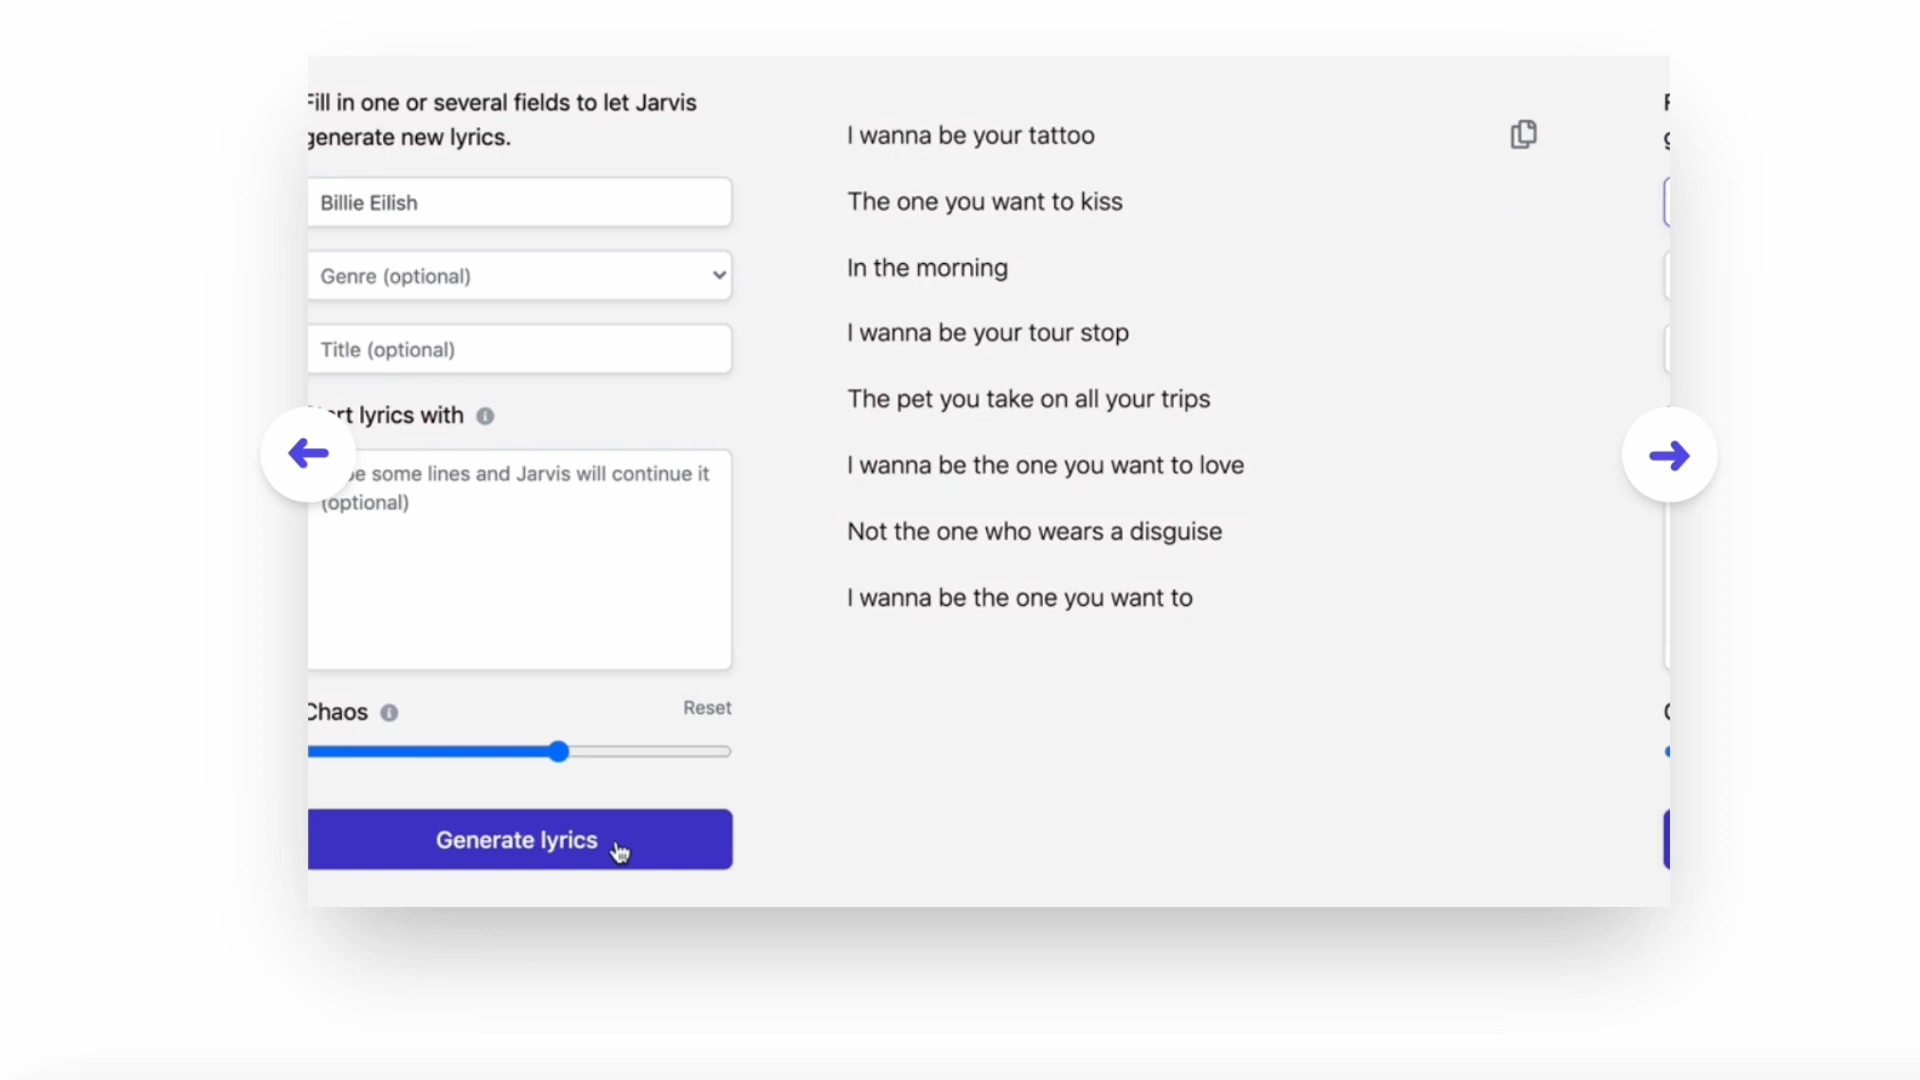 Fill in one or several fields to let Jarvis
generate new lyrics.
Billie Eilish
Genre (optional)
Title (optional)
lyrics with
some lines and Jarvis will continue it
(optional)
Chaos
Reset
Generate lyrics
I wanna be your tattoo
The one you want to kiss
In the morning
I wanna be your tour stop
The pet you take on all your trips
I wanna be the one you want to love
Not the one who wears a disguise
I wanna be the one you want to